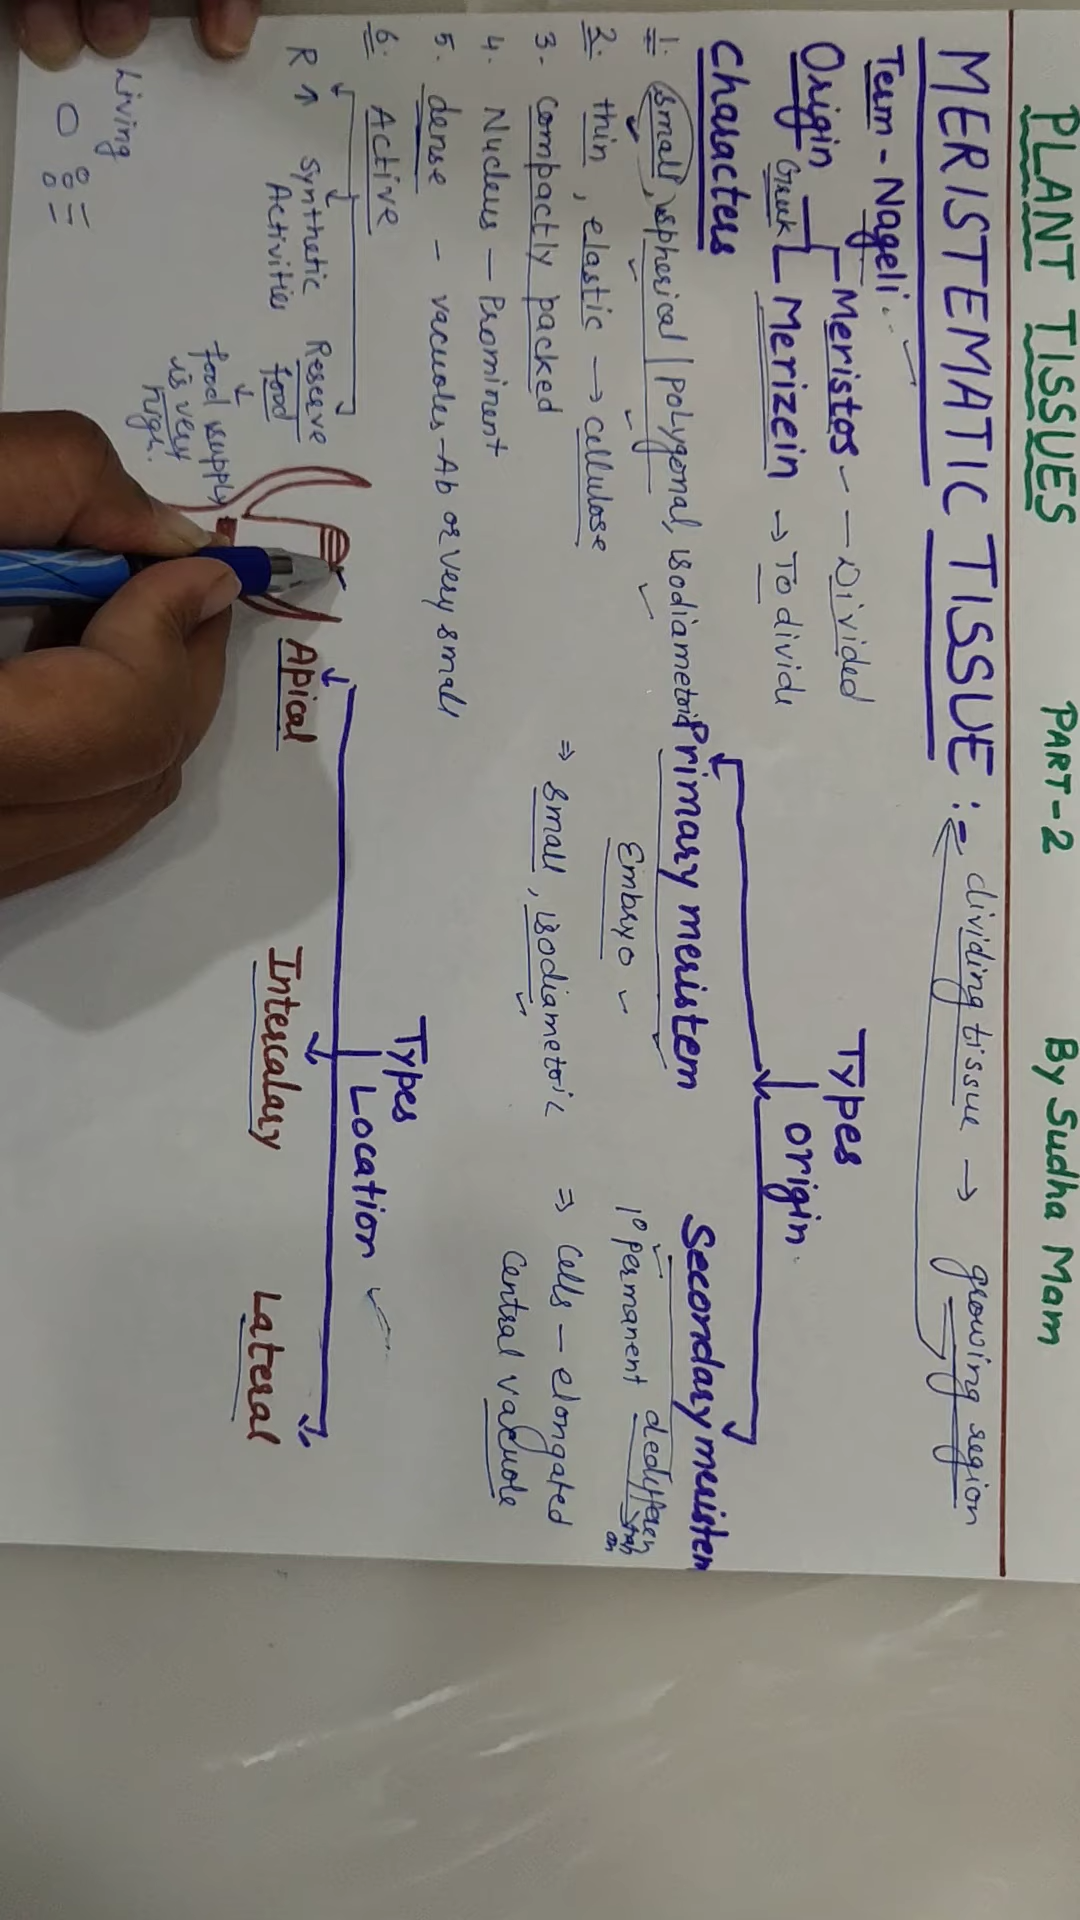 PLANT TISSUES PART-2 By Sudha Mam
MERISTEMATIC TISSUE :- dividing tissue → growing region
Term - Nageli
Origin Meristos - Divided
Greek Merizein → To divide
Characters
1. small, spherical / polygonal, isodiametric
2. thin, elastic → cellulose
3. Compactly packed
4. Nucleus - Prominent
5. dense - vacuoles - Ab or very small
6. Active
R ↑ Synthetic Activities
Reserve food
food supply is very high.
Living
Types
origin
Primary meristem
Embryo
⇒ small, isodiametric
Secondary meristem
1° permanent dedifferen
tiati
on
⇒ Cells - elongated
Central vacuole
Types
Location
Apical Intercalary Lateral